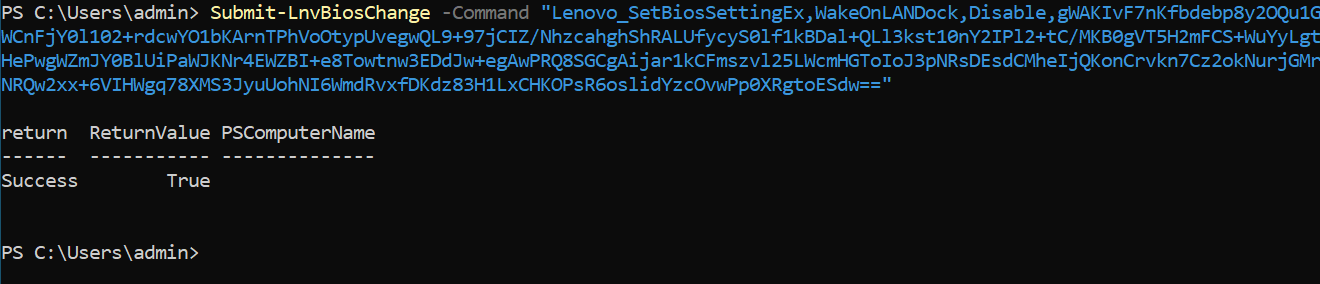 PS C:\Users\admin> Submit-LnvBiosChange -Command "Lenovo_SetBiosSettingEx,WakeOnLANDock,Disable,gWAKIvF7nKfbdebp8y2OQu1G
WCnFjY0l102+rdcwYO1bKArnTPhVoOtypUvegwQL9+97jCIZ/NhzcahghShRALUfycyS0lf1kBDal+QLl3kst10nY2IPl2+tC/MKB0gVT5H2mFCS+WuYyLgt
HePwgWZmJY0BlUiPaWJKNr4EWZBI+e8Towtnw3EDdJw+egAwPRQ8SGCgAijar1kCFmszvl25LWcmHGToIoJ3pNRsDEsdCMheIjQKonCrvkn7Cz2okNurjGMr
NRQw2xx+6VIHWgq78XMS3JyuUohNI6WmdRvxfDKdz83H1LxCHKOPsR6oslidYzcOvwPp0XRgtoESdw=="
return ReturnValue PSComputerName
------ ----------- --------------
Success True
PS C:\Users\admin>